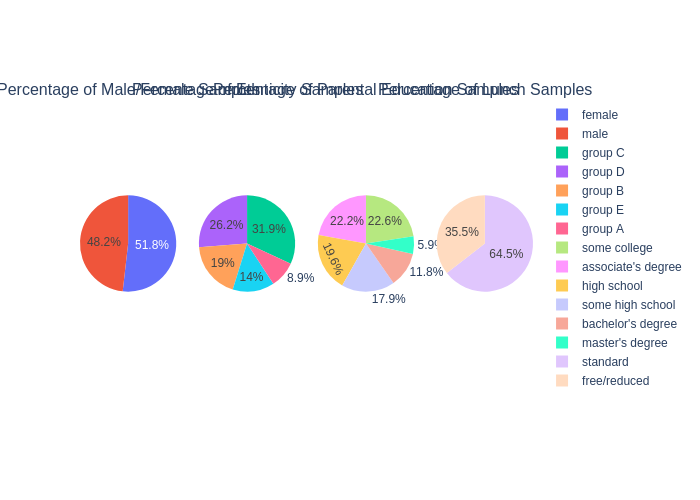 Percentage of Male/Female Samples
Percentage of Ethnicity Samples
Percentage of Parental Education Samples
Percentage of Lunch Samples
48.2%
51.8%
26.2%
31.9%
19%
14%
8.9%
22.2%
22.6%
5.9%
19.6%
11.8%
17.9%
35.5%
64.5%
female
male
group C
group D
group B
group E
group A
some college
associate's degree
high school
some high school
bachelor's degree
master's degree
standard
free/reduced